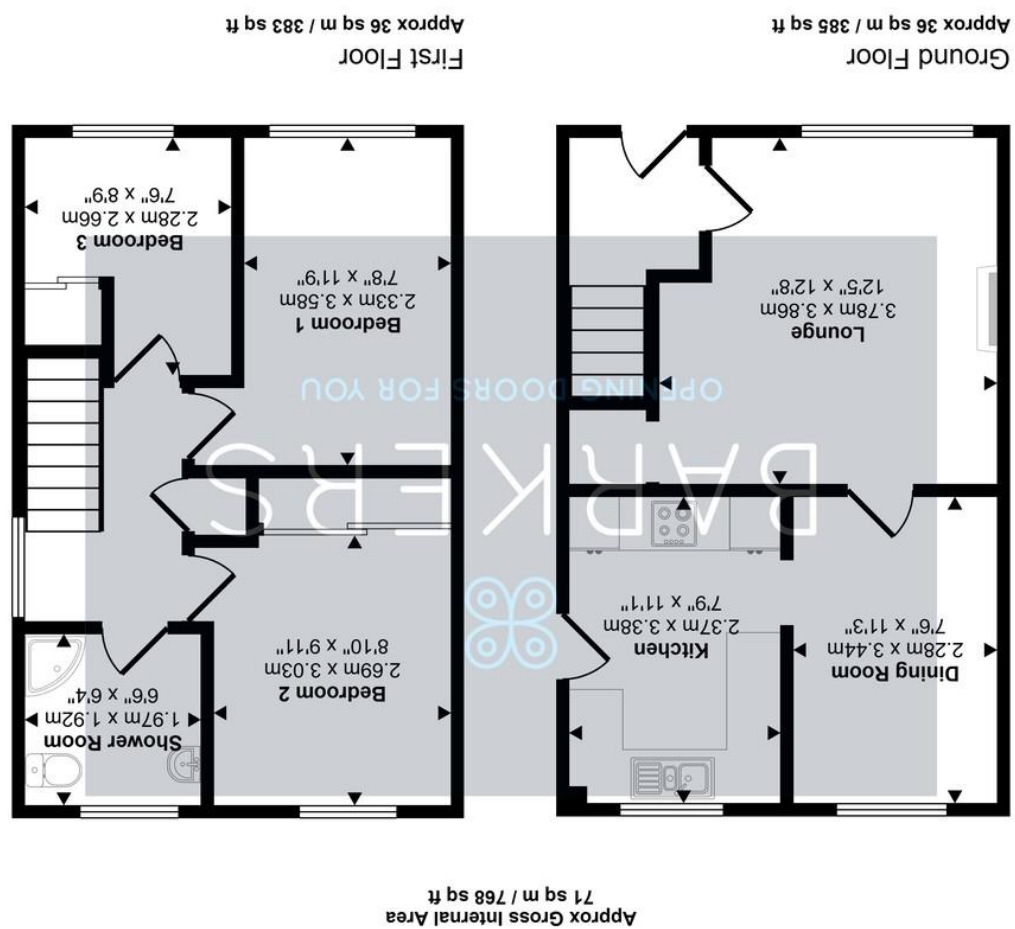 Approx Gross Internal Area
71 sq m / 768 sq ft
Dining Room
2.28m x 3.44m
7'6" x 11'3"
Kitchen
2.37m x 3.38m
7'9" x 11'1"
Lounge
3.78m x 3.86m
12'5" x 12'8"
Ground Floor
Approx 36 sq m / 385 sq ft
Bedroom 2
2.69m x 3.03m
8'10" x 9'11"
Shower Room
1.97m x 1.92m
6'6" x 6'4"
Bedroom 1
2.33m x 3.58m
7'8" x 11'9"
Bedroom 3
2.28m x 2.66m
7'6" x 8'9"
First Floor
Approx 36 sq m / 383 sq ft
BARKERS
OPENING DOORS FOR YOU